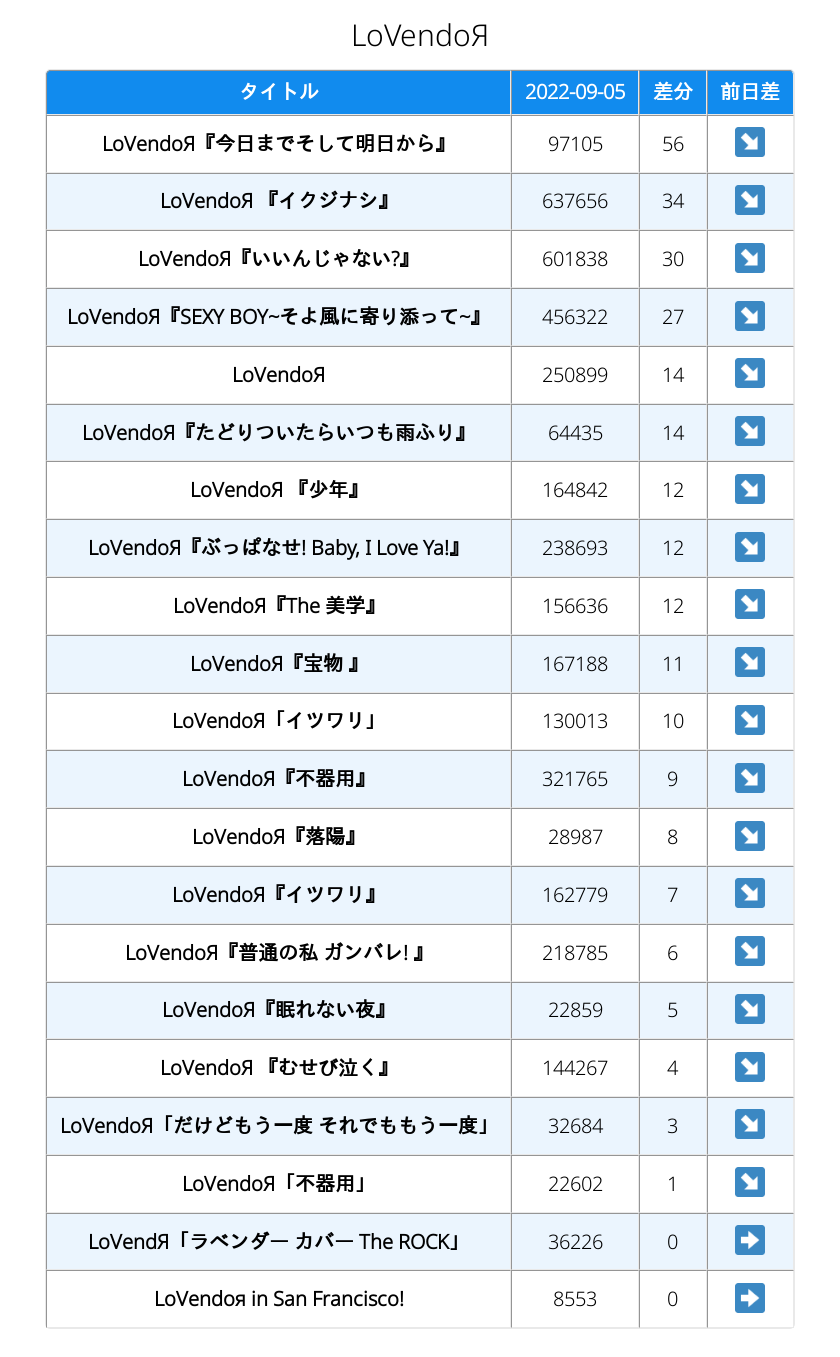 LoVendoЯ
タイトル 2022-09-05 差分 前日差
LoVendoЯ『今日までそして明日から』 97105 56
LoVendoЯ 『イクジナシ』 637656 34
LoVendoЯ『いいんじゃない?』 601838 30
LoVendoЯ『SEXY BOY~そよ風に寄り添って~』 456322 27
LoVendoЯ 250899 14
LoVendoЯ『たどりついたらいつも雨ふり』 64435 14
LoVendoЯ 『少年』 164842 12
LoVendoЯ『ぶっぱなせ! Baby, I Love Ya!』 238693 12
LoVendoЯ『The 美学』 156636 12
LoVendoЯ『宝物 』 167188 11
LoVendoЯ「イツワリ」 130013 10
LoVendoЯ『不器用』 321765 9
LoVendoЯ『落陽』 28987 8
LoVendoЯ『イツワリ』 162779 7
LoVendoЯ『普通の私 ガンバレ! 』 218785 6
LoVendoЯ『眠れない夜』 22859 5
LoVendoЯ 『むせび泣く』 144267 4
LoVendoЯ「だけどもう一度 それでももう一度」 32684 3
LoVendoЯ「不器用」 22602 1
LoVendЯ「ラベンダー カバー The ROCK」 36226 0
LoVendoя in San Francisco! 8553 0